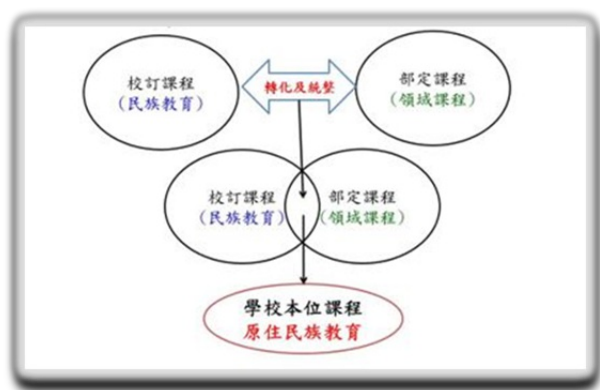 校訂課程
（民族教育）
轉化及統整
部定課程
（領域課程）
校訂課程
（民族教育）
部定課程
（領域課程）
學校本位課程
原住民族教育